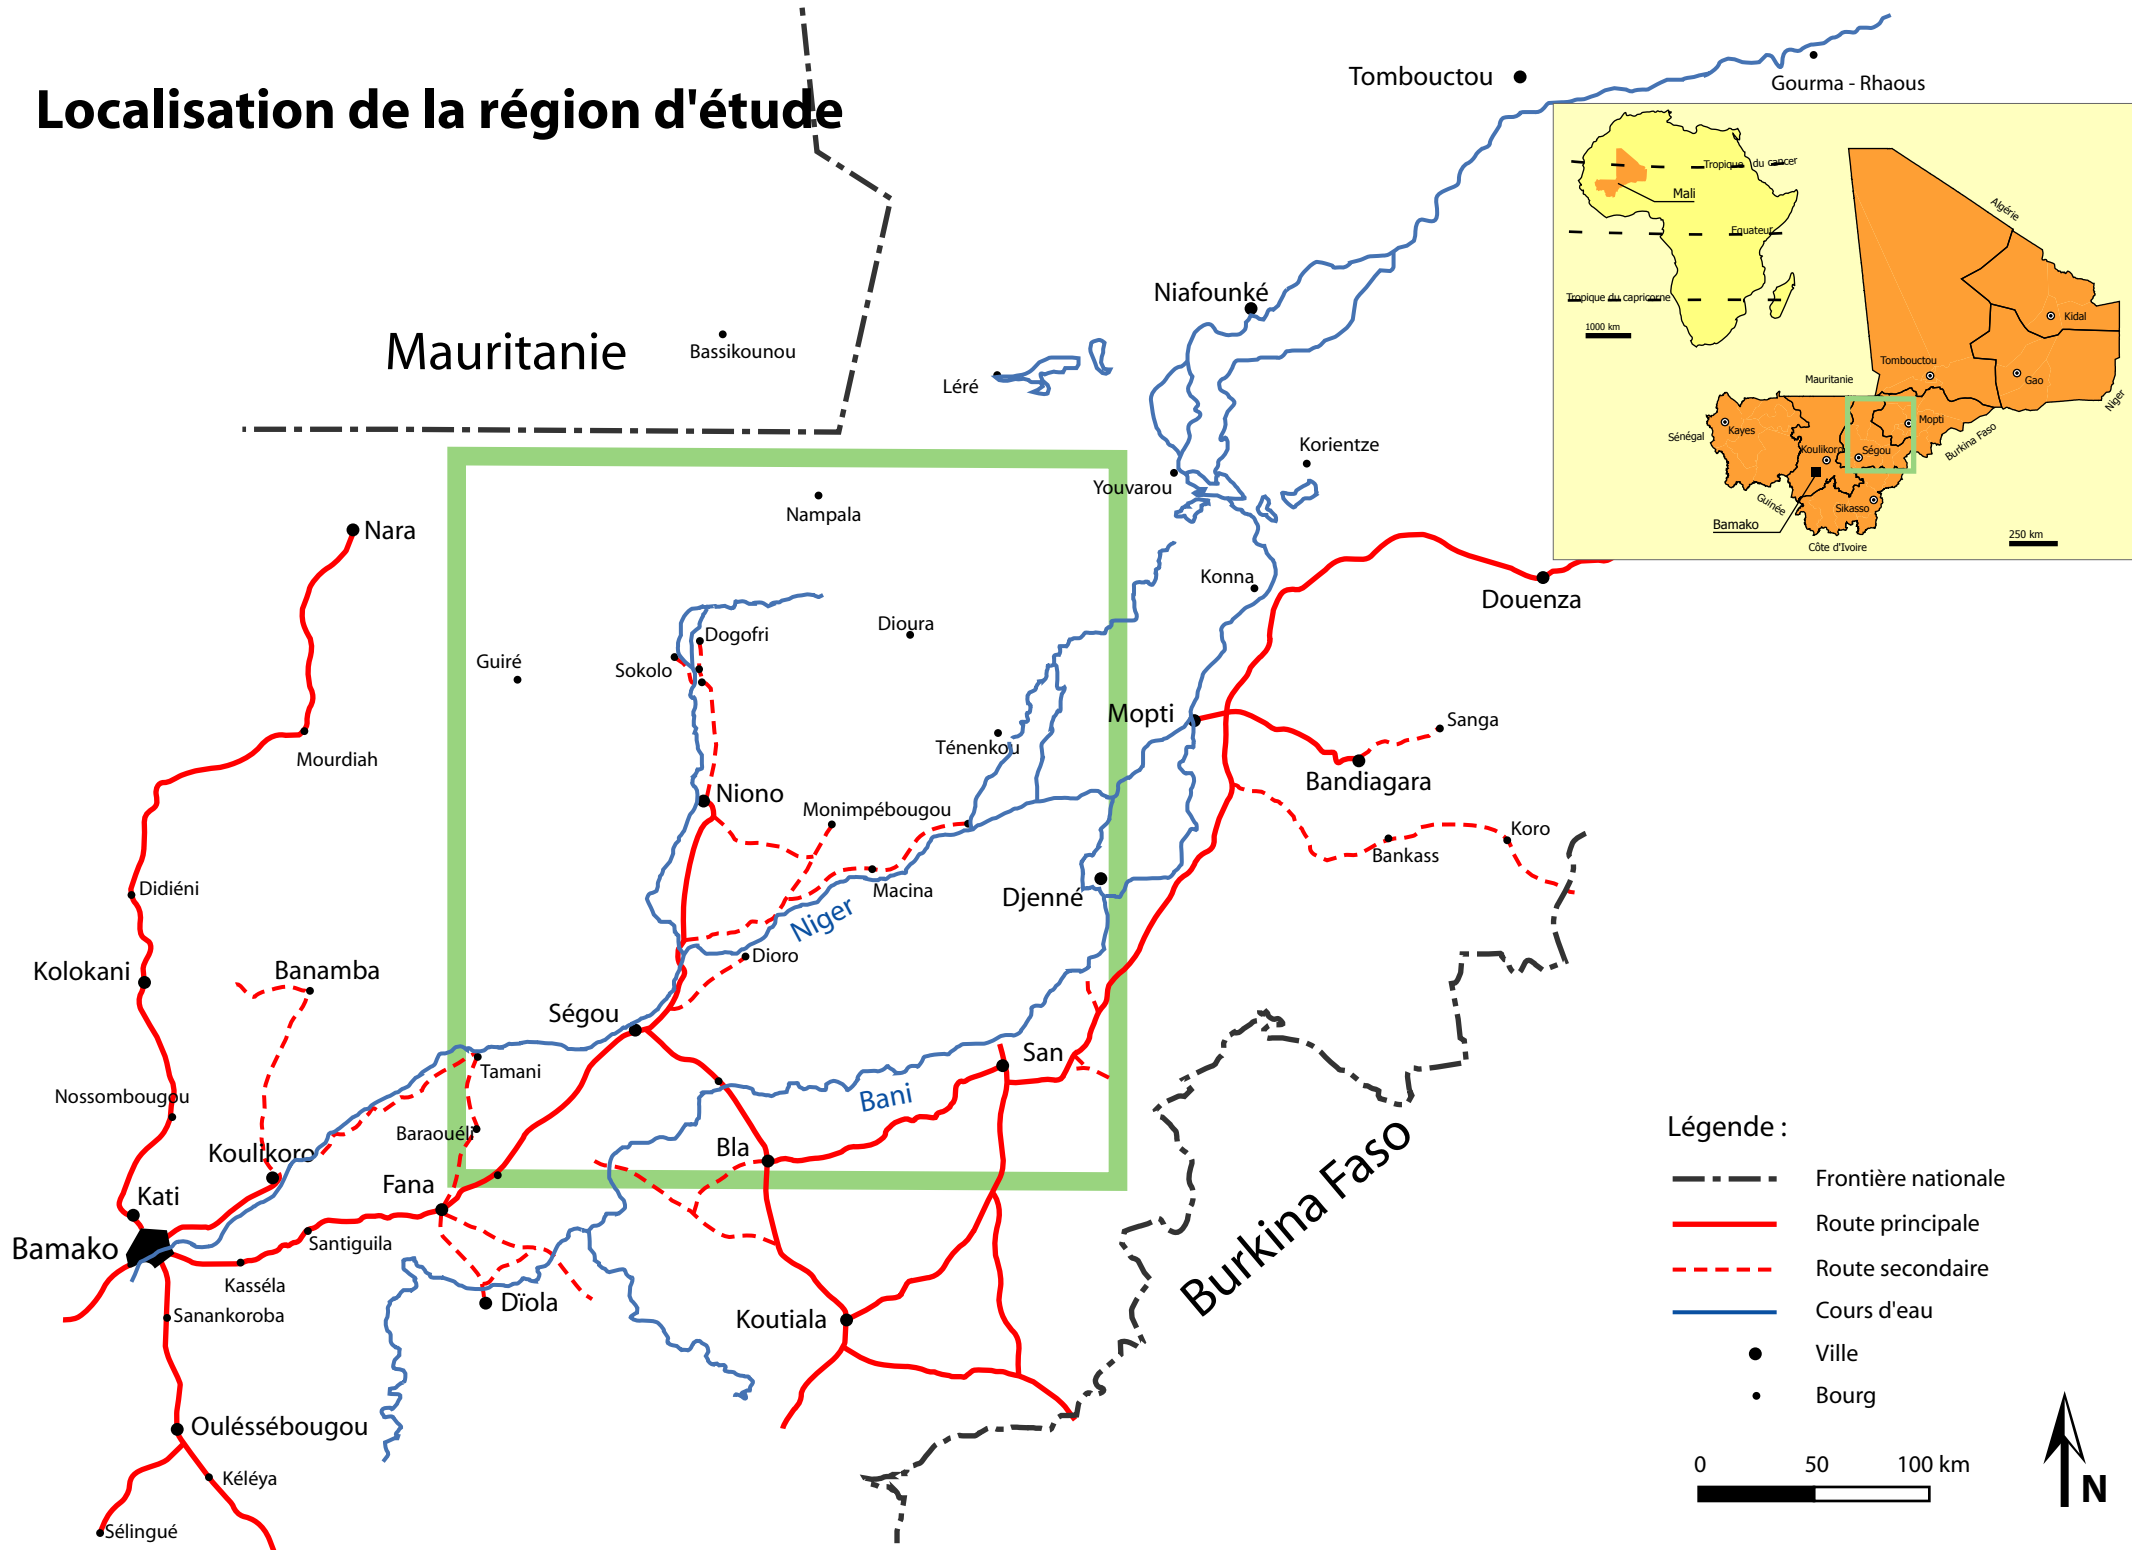 Localisation de la région d'étude
Tombouctou
Gourma - Rhaous
Tropique du cancer
Mali
Equateur
Tropique du capricorne
1000 km
Algérie
Kidal
Tombouctou
Gao
Mauritanie
Niger
Mopti
Kayes
Sénégal
Koulikoro
Ségou
Burkina Faso
Guinée
Sikasso
Bamako
Côte d'Ivoire
250 km
Niafounké
Mauritanie
Bassikounou
Léré
Korientze
Youvarou
Nampala
Nara
Konna
Douenza
Dogofri
Dioura
Guiré
Sokolo
Mopti
Sanga
Ténenkou
Mourdiah
Bandiagara
Niono
Monimpébougou
Koro
Bankass
Didiéni
Macina
Djenné
Niger
Dioro
Kolokani
Banamba
Ségou
San
Tamani
Nossombougou
Bani
Baraouéli
Légende :
Bla
Koulikoro
Burkina Faso
Frontière nationale
Fana
Kati
Route principale
Santiguila
Bamako
Route secondaire
Kasséla
Dïola
Cours d'eau
Sanankoroba
Koutiala
Ville
Bourg
Ouléssébougou
0 50 100 km
Kéléya
N
Sélingué